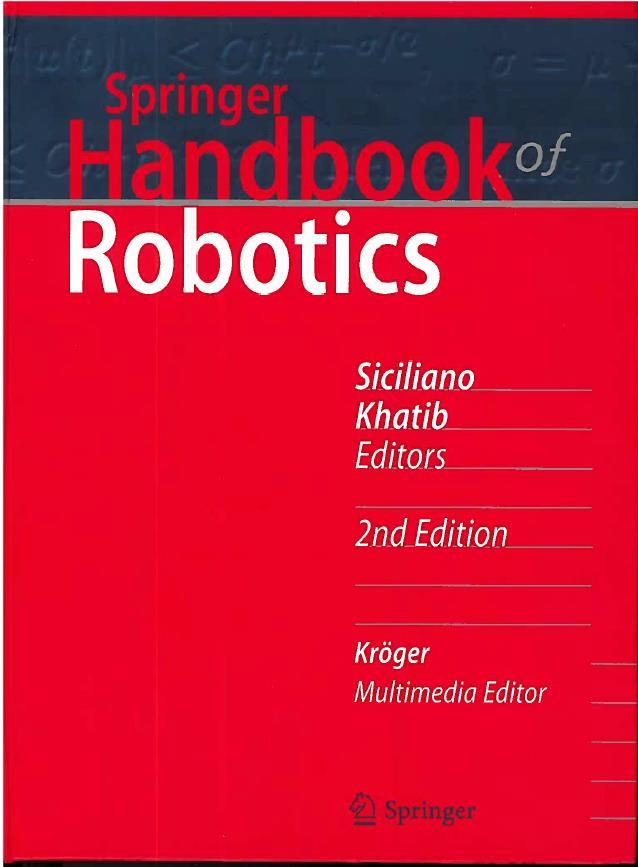 Springer
Handbook of
Robotics
Siciliano
Khatib
Editors
2nd Edition
Kröger
Multimedia Editor
Springer